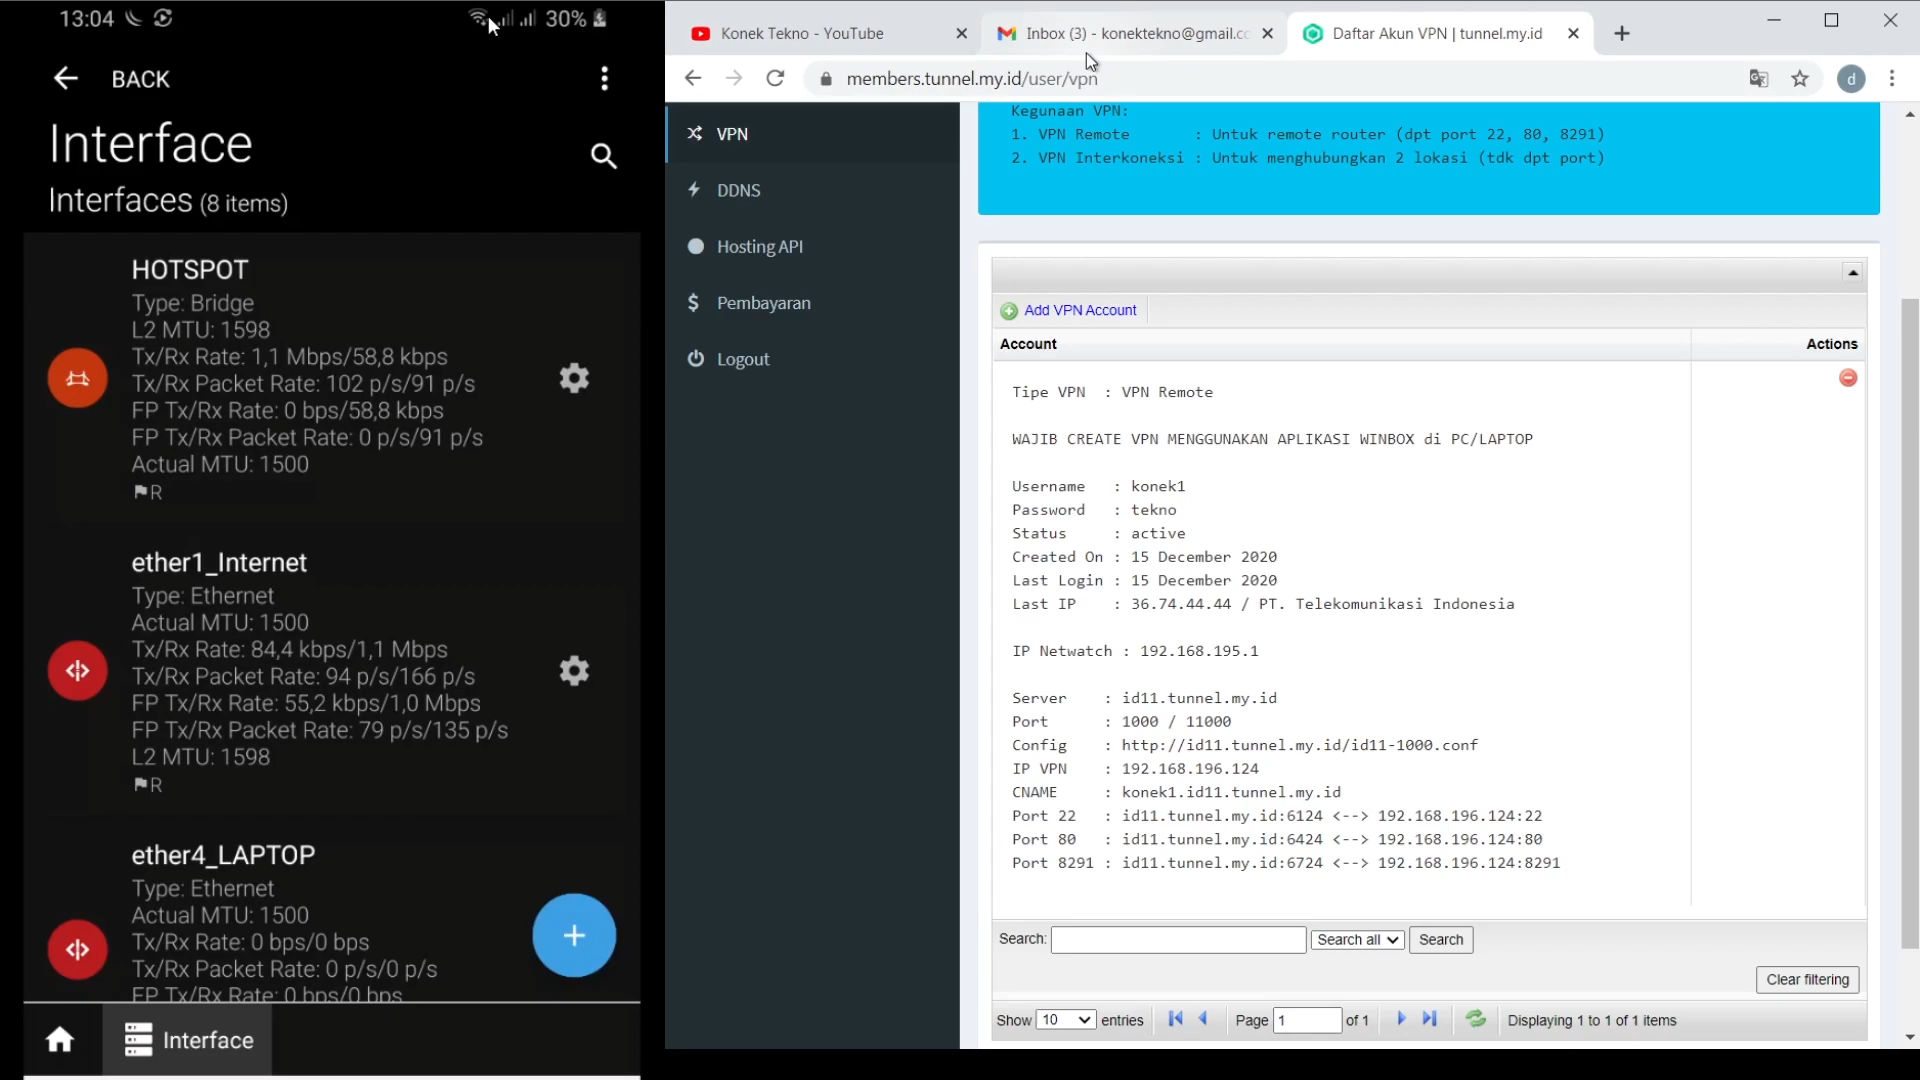 13:04
30%
BACK
Interface
Interfaces (8 items)
HOTSPOT
Type: Bridge
L2 MTU: 1598
Tx/Rx Rate: 1,1 Mbps/58,8 kbps
Tx/Rx Packet Rate: 102 p/s/91 p/s
FP Tx/Rx Rate: 0 bps/58,8 kbps
FP Tx/Rx Packet Rate: 0 p/s/91 p/s
Actual MTU: 1500
R
ether1_Internet
Type: Ethernet
Actual MTU: 1500
Tx/Rx Rate: 84,4 kbps/1,1 Mbps
Tx/Rx Packet Rate: 94 p/s/166 p/s
FP Tx/Rx Rate: 55,2 kbps/1,0 Mbps
FP Tx/Rx Packet Rate: 79 p/s/135 p/s
L2 MTU: 1598
R
ether4_LAPTOP
Type: Ethernet
Actual MTU: 1500
Tx/Rx Rate: 0 bps/0 bps
Tx/Rx Packet Rate: 0 p/s/0 p/s
FP Tx/Rx Rate: 0 bps/0 bps
Interface
Konek Tekno - YouTube
Inbox (3) - konektekno@gmail.cc
Daftar Akun VPN | tunnel.my.id
members.tunnel.my.id/user/vpn
d
VPN
DDNS
Hosting API
Pembayaran
Logout
Kegunaan VPN:
1. VPN Remote : Untuk remote router (dpt port 22, 80, 8291)
2. VPN Interkoneksi : Untuk menghubungkan 2 lokasi (tdk dpt port)
Add VPN Account
Account Actions
Tipe VPN : VPN Remote
WAJIB CREATE VPN MENGGUNAKAN APLIKASI WINBOX di PC/LAPTOP
Username : konek1
Password : tekno
Status : active
Created On : 15 December 2020
Last Login : 15 December 2020
Last IP : 36.74.44.44 / PT. Telekomunikasi Indonesia
IP Netwatch : 192.168.195.1
Server : id11.tunnel.my.id
Port : 1000 / 11000
Config : http://id11.tunnel.my.id/id11-1000.conf
IP VPN : 192.168.196.124
CNAME : konek1.id11.tunnel.my.id
Port 22 : id11.tunnel.my.id:6124 <--> 192.168.196.124:22
Port 80 : id11.tunnel.my.id:6424 <--> 192.168.196.124:80
Port 8291 : id11.tunnel.my.id:6724 <--> 192.168.196.124:8291
Search: Search all Search
Clear filtering
Show 10 entries Page 1 of 1 Displaying 1 to 1 of 1 items